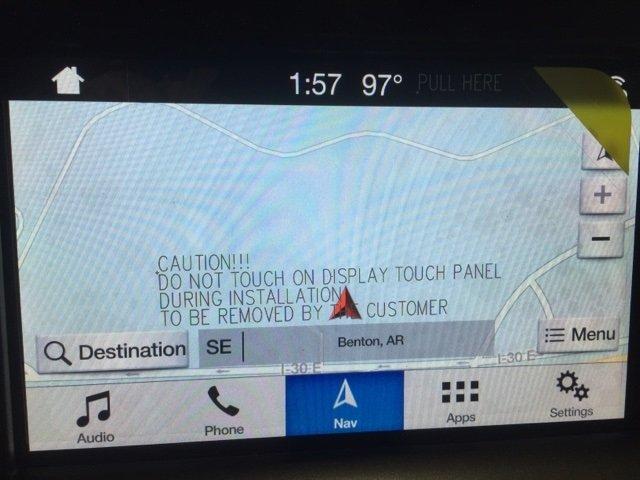 1:57 97° PULL HERE
CAUTION!!!
DO NOT TOUCH ON DISPLAY TOUCH PANEL
DURING INSTALLATION
TO BE REMOVED BY CUSTOMER
Destination SE Benton, AR Menu
I-30 E I-30 E
Audio Phone Nav Apps Settings